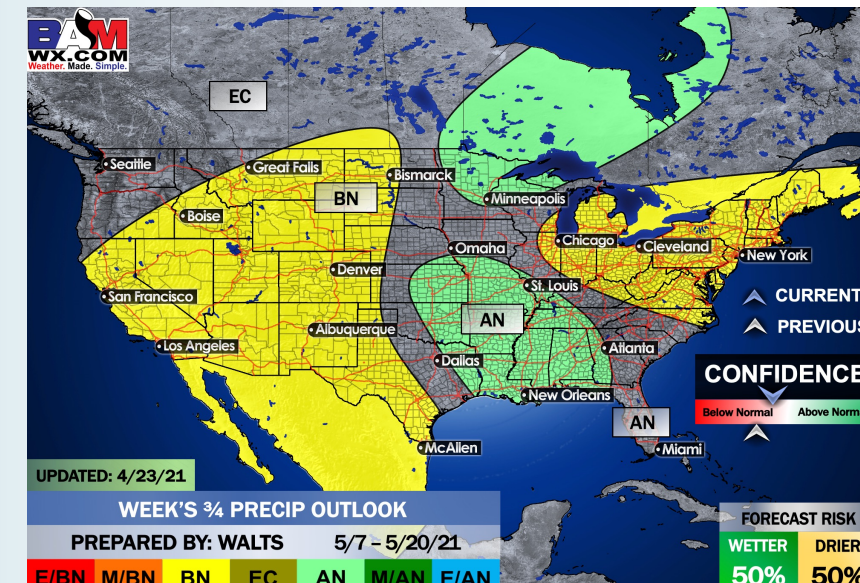 BAM
WX.COM
Weather. Made. Simple.
EC
Seattle
Great Falls
Bismarck
BN
Minneapolis
Boise
Chicago
Cleveland
New York
Omaha
Denver
St. Louis
San Francisco
CURRENT
AN
Albuquerque
PREVIOUS
Los Angeles
Dallas
Atlanta
CONFIDENCE
New Orleans
Below Normal
Above Norm
AN
McAllen
Miami
UPDATED: 4/23/21
WEEK'S ¾ PRECIP OUTLOOK
PREPARED BY: WALTS 5/7 – 5/20/21
FORECAST RISK
WETTER
DRIER
50%
50%
E/BN M/BN BN EC AN M/AN E/AN